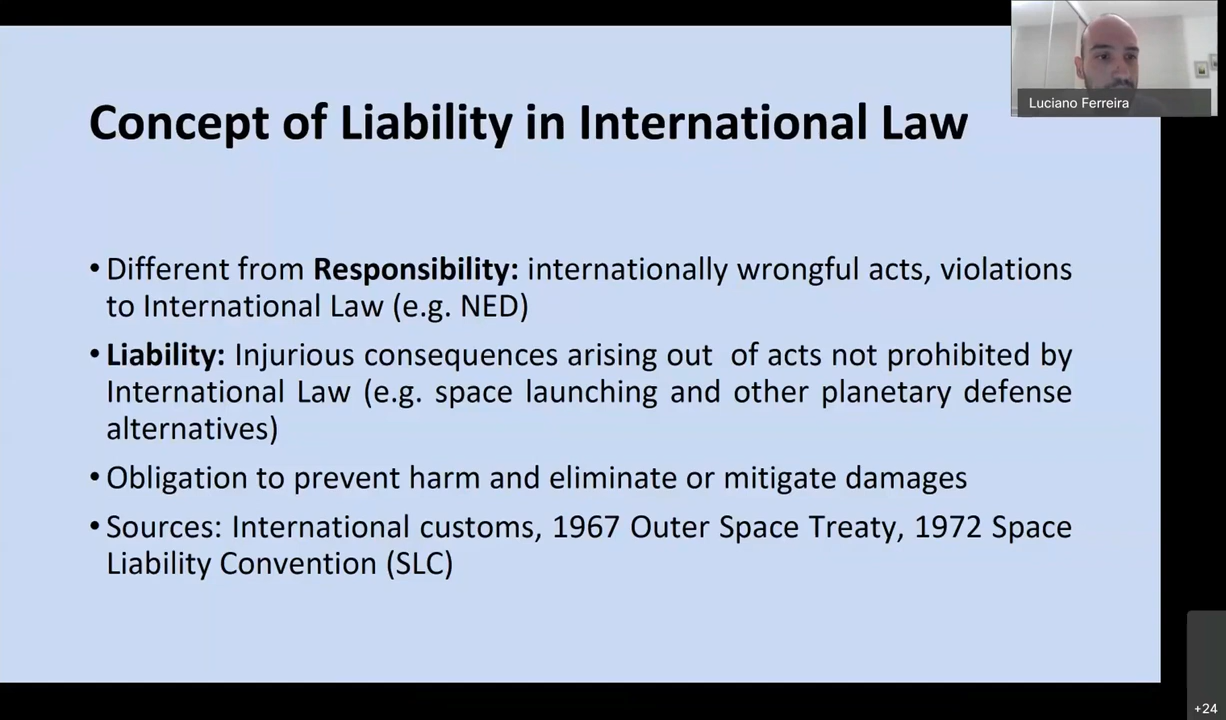 Luciano Ferreira
Concept of Liability in International Law
• Different from Responsibility: internationally wrongful acts, violations
to International Law (e.g. NED)
• Liability: Injurious consequences arising out  of acts not prohibited by
International Law (e.g. space launching and other planetary defense
alternatives)
• Obligation to prevent harm and eliminate or mitigate damages
• Sources: International customs, 1967 Outer Space Treaty, 1972 Space
Liability Convention (SLC)
+24